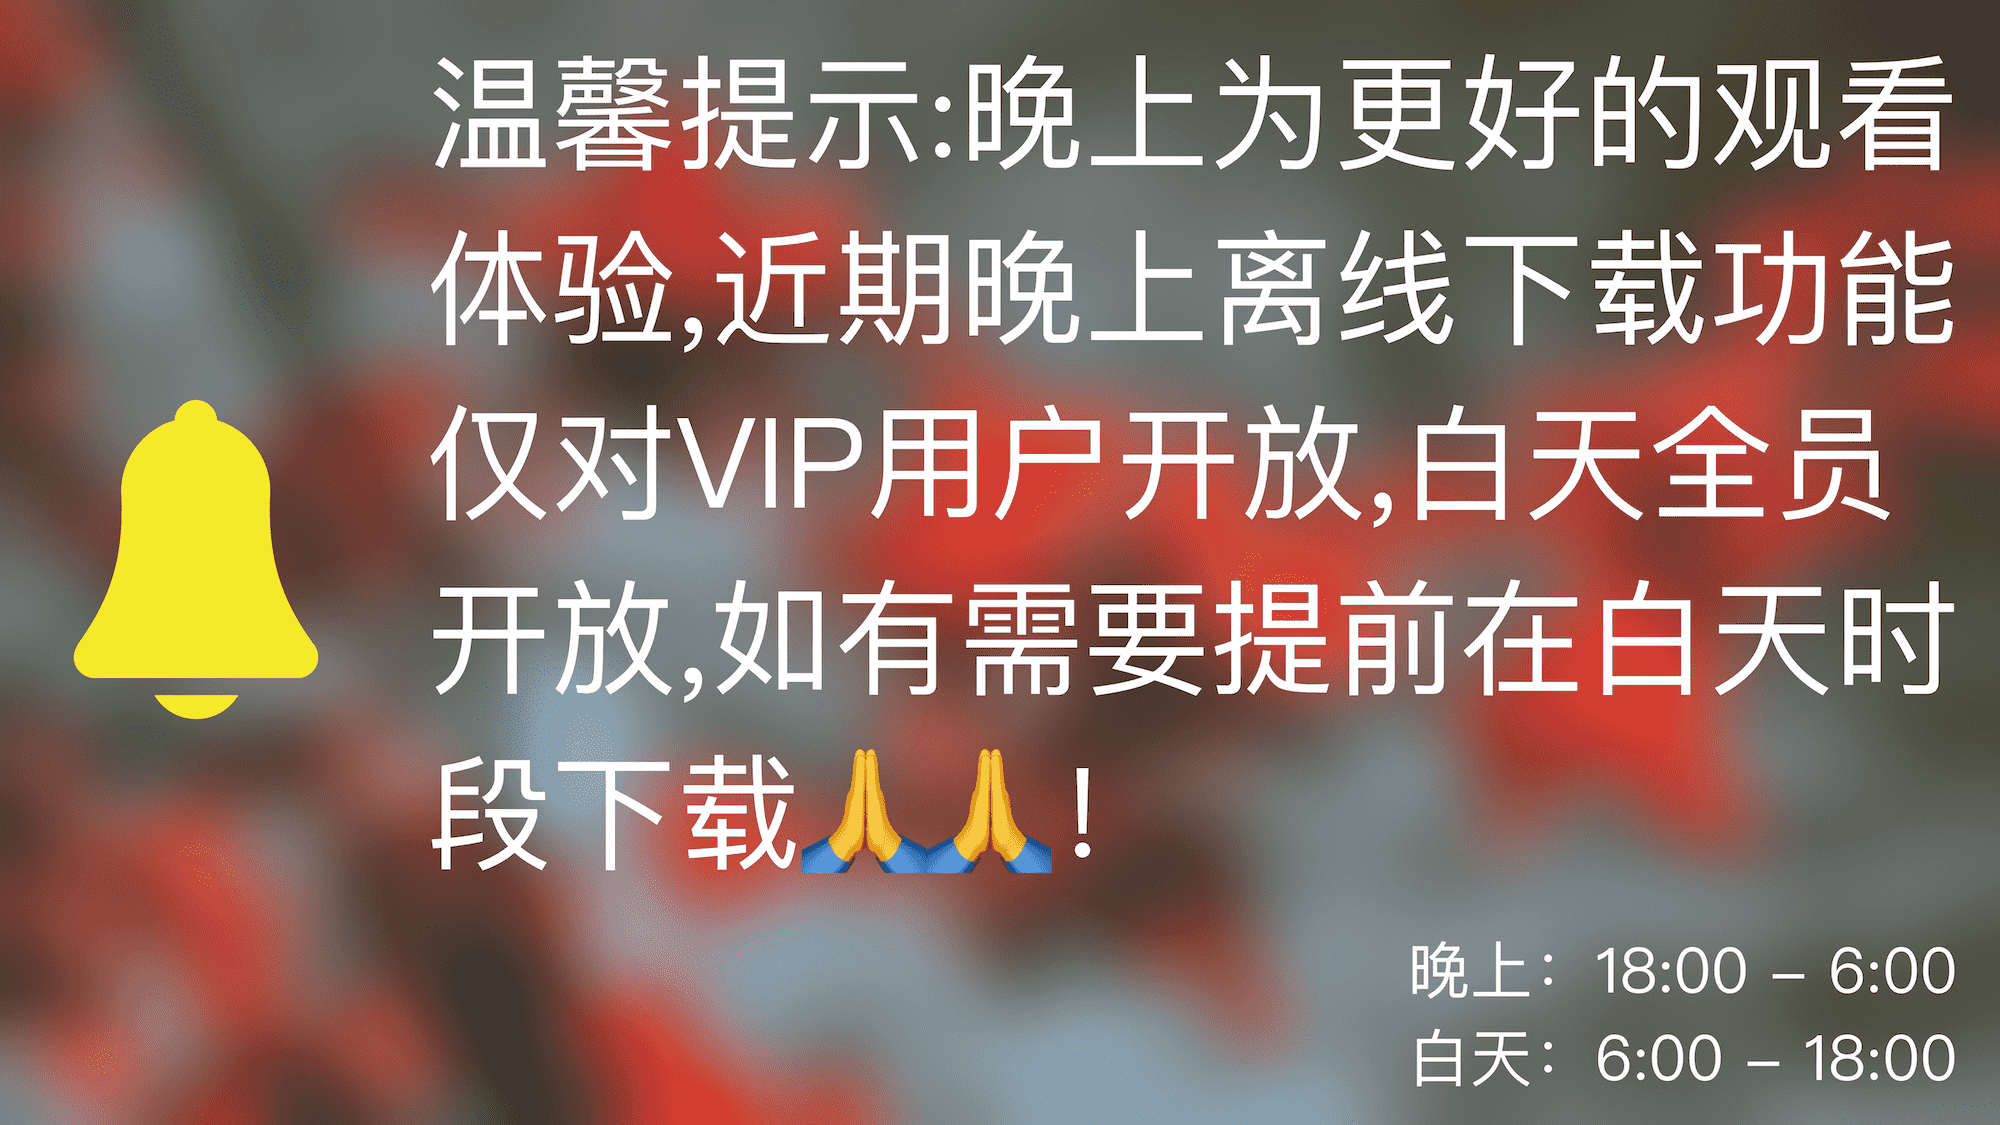 温馨提示:晚上为更好的观看
体验,近期晚上离线下载功能
仅对VIP用户开放,白天全员
开放,如有需要提前在白天时
段下载🙏🙏!
晚上：18:00 – 6:00
白天：6:00 – 18:00